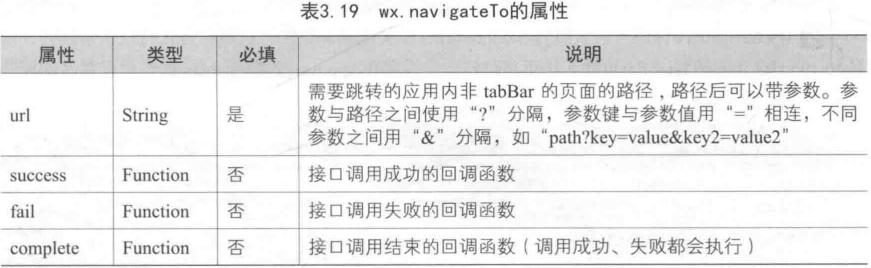 表3.19 wx.navigateTo的属性
属性 类型 必填 说明
需要跳转的应用内非 tabBar 的页面的路径，路径后可以带参数。参
url String 是 数与路径之间使用“?”分隔，参数键与参数值用“=”相连，不同
参数之间用“&”分隔，如“path?key=value&key2=value2”
success Function 否 接口调用成功的回调函数
fail Function 否 接口调用失败的回调函数
complete Function 否 接口调用结束的回调函数（调用成功、失败都会执行）